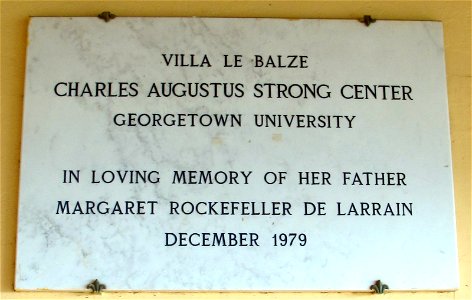 VILLA LE BALZE
CHARLES AUGUSTUS STRONG CENTER
GEORGETOWN UNIVERSITY
IN LOVING MEMORY OF HER FATHER
MARGARET ROCKEFELLER DE LARRAIN
DECEMBER 1979